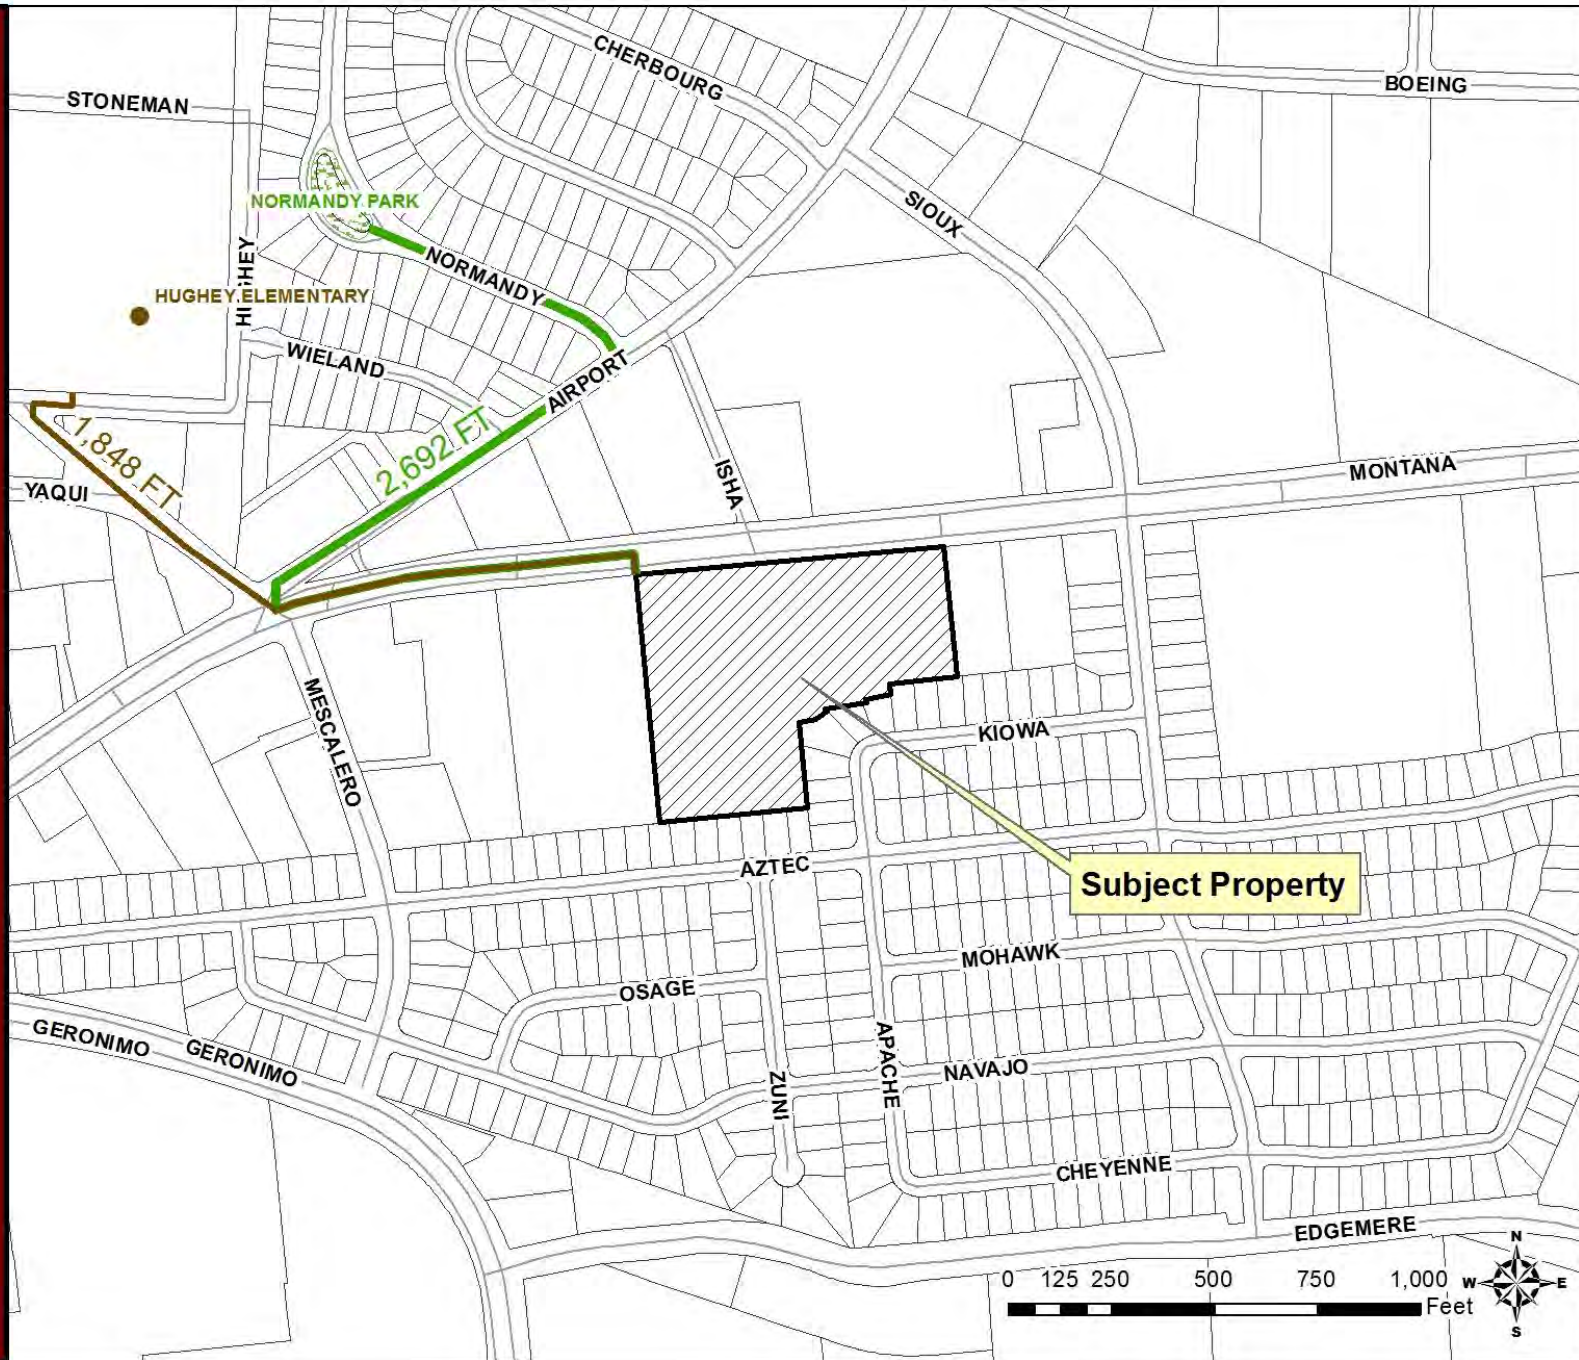 CHERBOURG
BOEING
STONEMAN
NORMANDY PARK
SIOUX
HUGHEY
NORMANDY
HUGHEY ELEMENTARY
WIELAND
AIRPORT
1,848 FT
2,692 FT
ISHA
MONTANA
YAQUI
MESCALERO
KIOWA
AZTEC
Subject Property
MOHAWK
OSAGE
GERONIMO
GERONIMO
APACHE
NAVAJO
ZUNI
CHEYENNE
EDGEMERE
0 125 250 500 750 1,000
Feet
N
W E
S